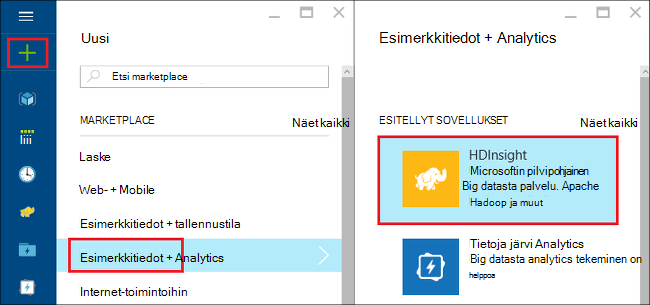 Uusi
Etsi marketplace
MARKETPLACE
Näet kaikki
Laske
Web- + Mobile
Esimerkkitiedot + tallennustila
Esimerkkitiedot + Analytics
Internet-toimintoihin
Esimerkkitiedot + Analytics
ESITELLYT SOVELLUKSET
Näet kaikki
HDInsight
Microsoftin pilvipohjainen
Big datasta palvelu. Apache
Hadoop ja muut
Tietoja järvi Analytics
Big datasta analytics tekeminen on
helppoa